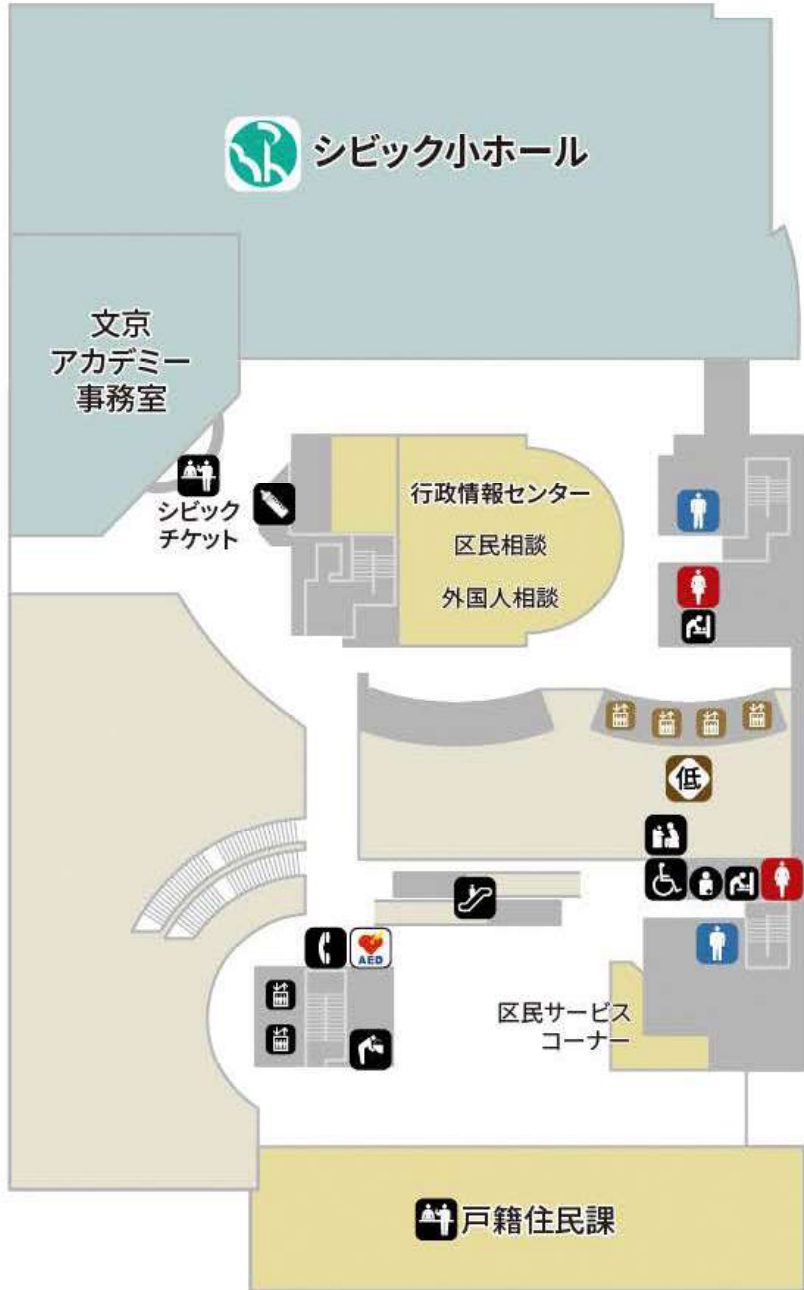 シビック小ホール
文京
アカデミー
事務室
シビック
チケット
行政情報センター
区民相談
外国人相談
低
AED
区民サービス
コーナー
戸籍住民課